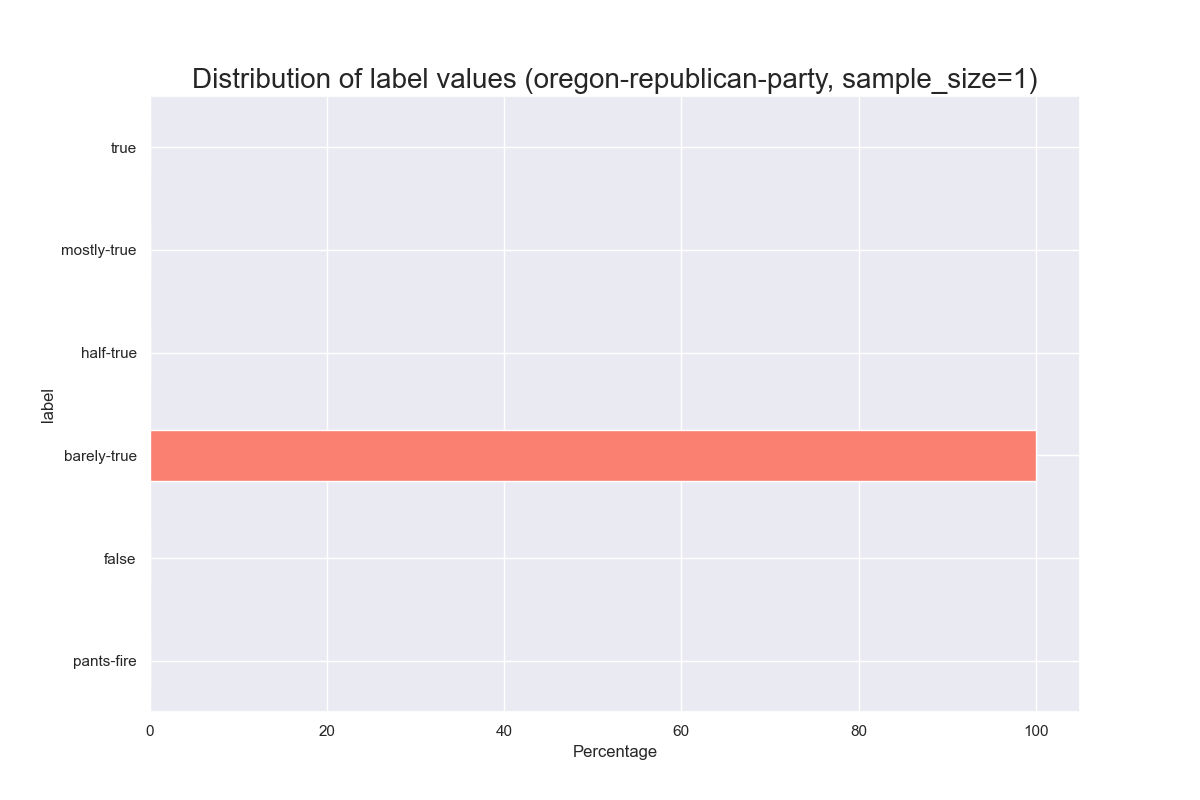 Distribution of label values (oregon-republican-party, sample_size=1)
true
mostly-true
half-true
label
barely-true
false
pants-fire
0 20 40 60 80 100
Percentage